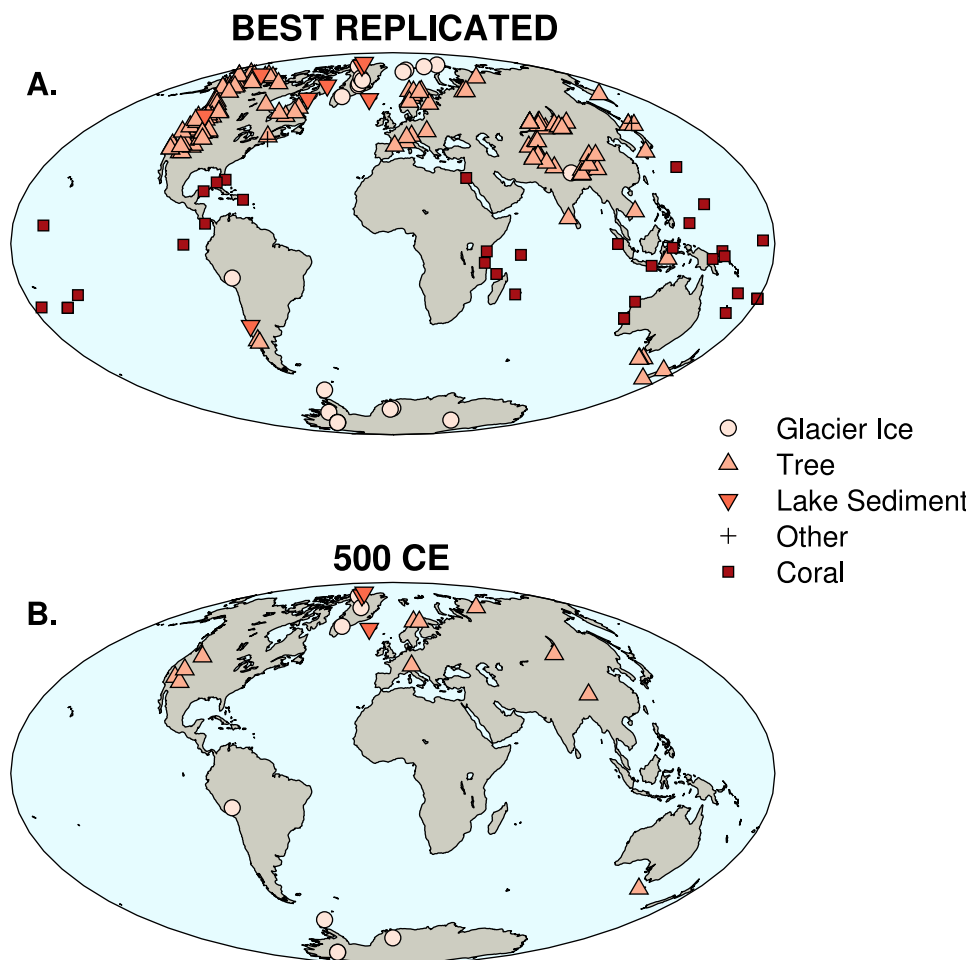 BEST REPLICATED
A.
Glacier Ice
Tree
Lake Sediment
Other
Coral
500 CE
B.